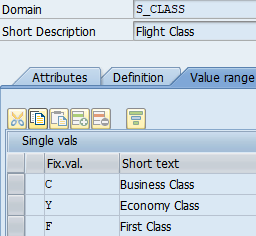 Domain S_CLASS
Short Description Flight Class
Attributes Definition Value range
Single vals
Fix.val. Short text
C Business Class
Y Economy Class
F First Class